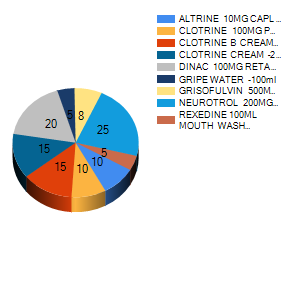 ALTRINE 10MG CAPL...
CLOTRINE 100MG P...
CLOTRINE B CREAM...
CLOTRINE CREAM -2...
DINAC 100MG RETA...
GRIPE WATER -100ml
GRISOFULVIN 500M...
NEUROTROL 200MG...
REXEDINE 100ML
MOUTH WASH...
5
8
20
25
15
5
15
10
10